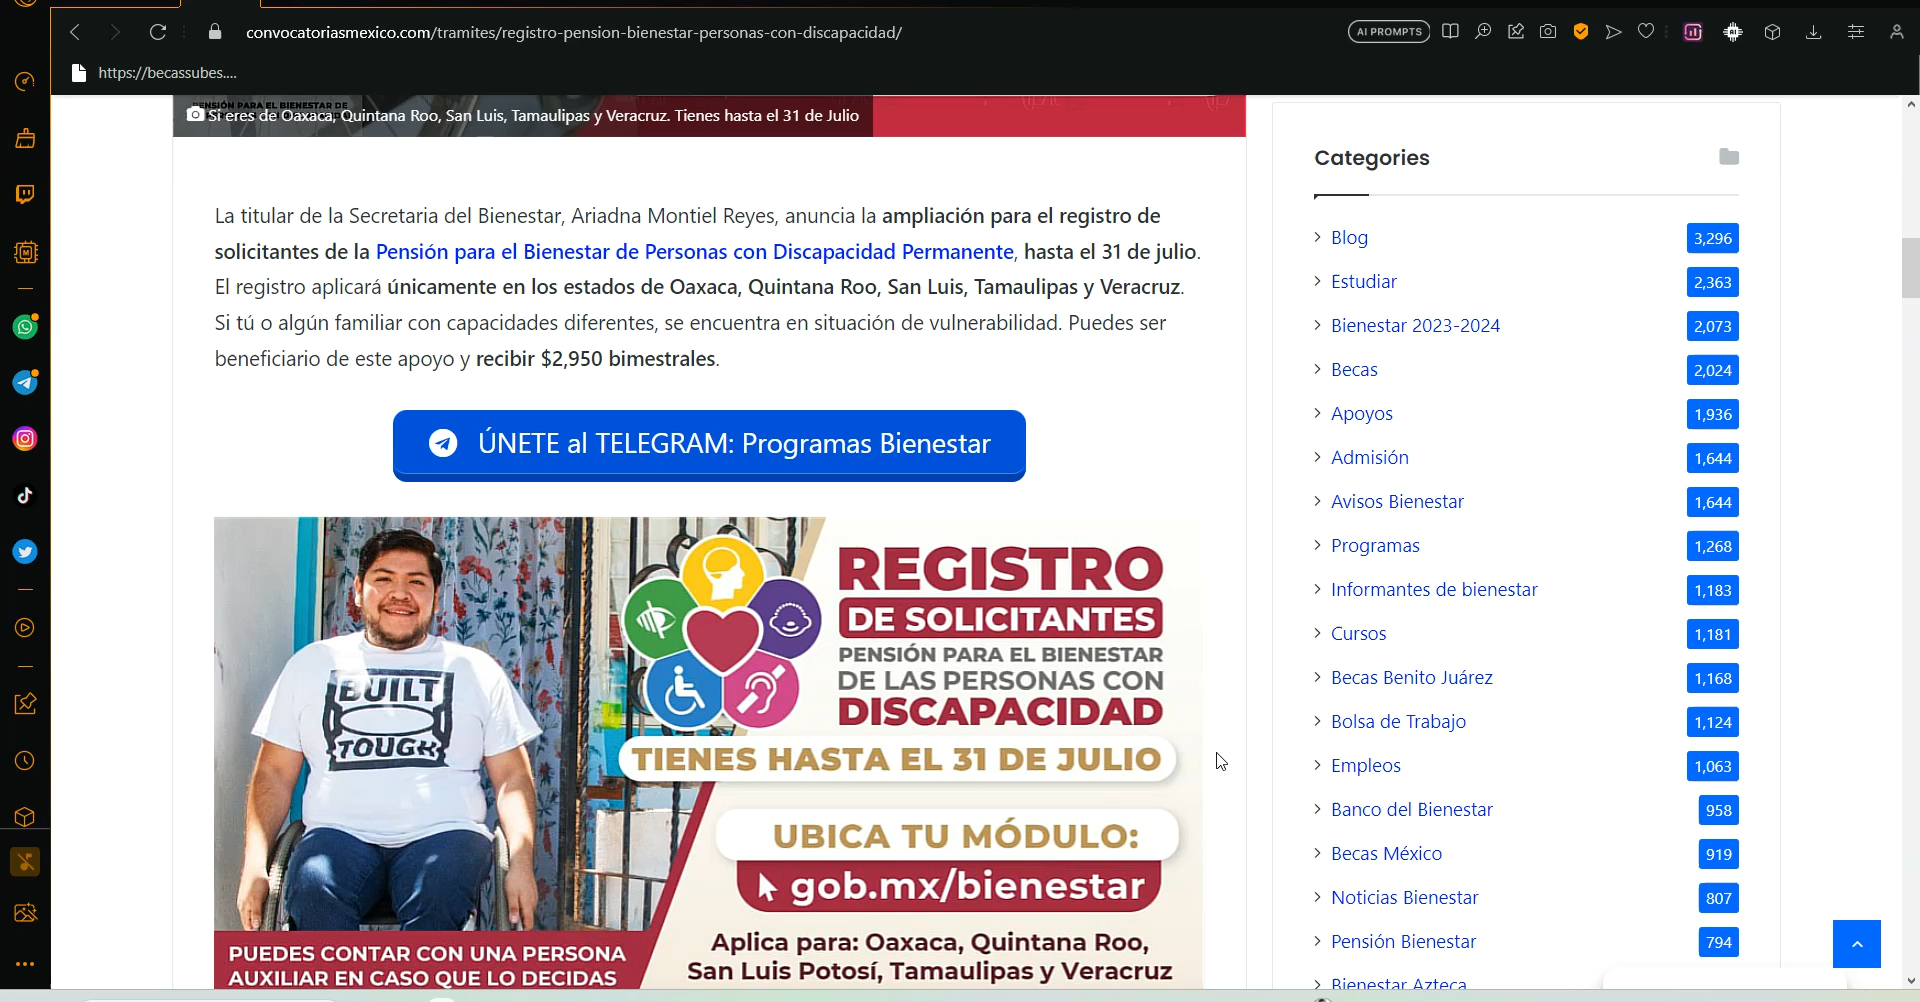 convocatoriasmexico.com/tramites/registro-pension-bienestar-personas-con-discapacidad/
AI PROMPTS
https://becassubes....
PENSIÓN PARA EL BIENESTAR DE
Si eres de Oaxaca, Quintana Roo, San Luis, Tamaulipas y Veracruz. Tienes hasta el 31 de Julio
La titular de la Secretaria del Bienestar, Ariadna Montiel Reyes, anuncia la ampliación para el registro de
solicitantes de la Pensión para el Bienestar de Personas con Discapacidad Permanente, hasta el 31 de julio.
El registro aplicará únicamente en los estados de Oaxaca, Quintana Roo, San Luis, Tamaulipas y Veracruz.
Si tú o algún familiar con capacidades diferentes, se encuentra en situación de vulnerabilidad. Puedes ser
beneficiario de este apoyo y recibir $2,950 bimestrales.
ÚNETE al TELEGRAM: Programas Bienestar
BUILT
TOUGH
REGISTRO
DE SOLICITANTES
PENSIÓN PARA EL BIENESTAR
DE LAS PERSONAS CON
DISCAPACIDAD
TIENES HASTA EL 31 DE JULIO
UBICA TU MÓDULO:
gob.mx/bienestar
PUEDES CONTAR CON UNA PERSONA
AUXILIAR EN CASO QUE LO DECIDAS
Aplica para: Oaxaca, Quintana Roo,
San Luis Potosí, Tamaulipas y Veracruz
Categories
Blog 3,296
Estudiar 2,363
Bienestar 2023-2024 2,073
Becas 2,024
Apoyos 1,936
Admisión 1,644
Avisos Bienestar 1,644
Programas 1,268
Informantes de bienestar 1,183
Cursos 1,181
Becas Benito Juárez 1,168
Bolsa de Trabajo 1,124
Empleos 1,063
Banco del Bienestar 958
Becas México 919
Noticias Bienestar 807
Pensión Bienestar 794
Bienestar Azteca